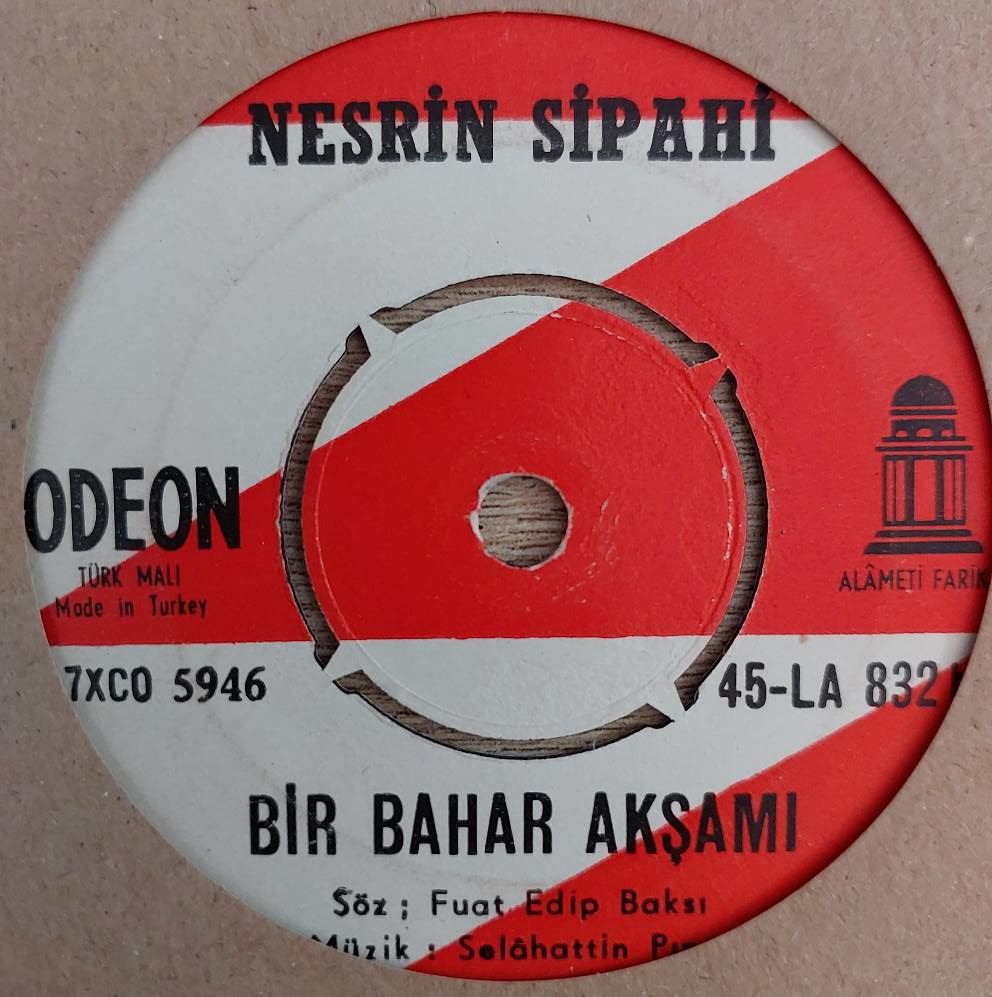 NESRİN SİPAHİ
ODEON
TÜRK MALI
Made in Turkey
ALÂMETİ
7XCO 5946
45-LA 832
BİR BAHAR AKŞAMI
Söz ; Fuat Edip Baksı
Müzik : Selâhattin